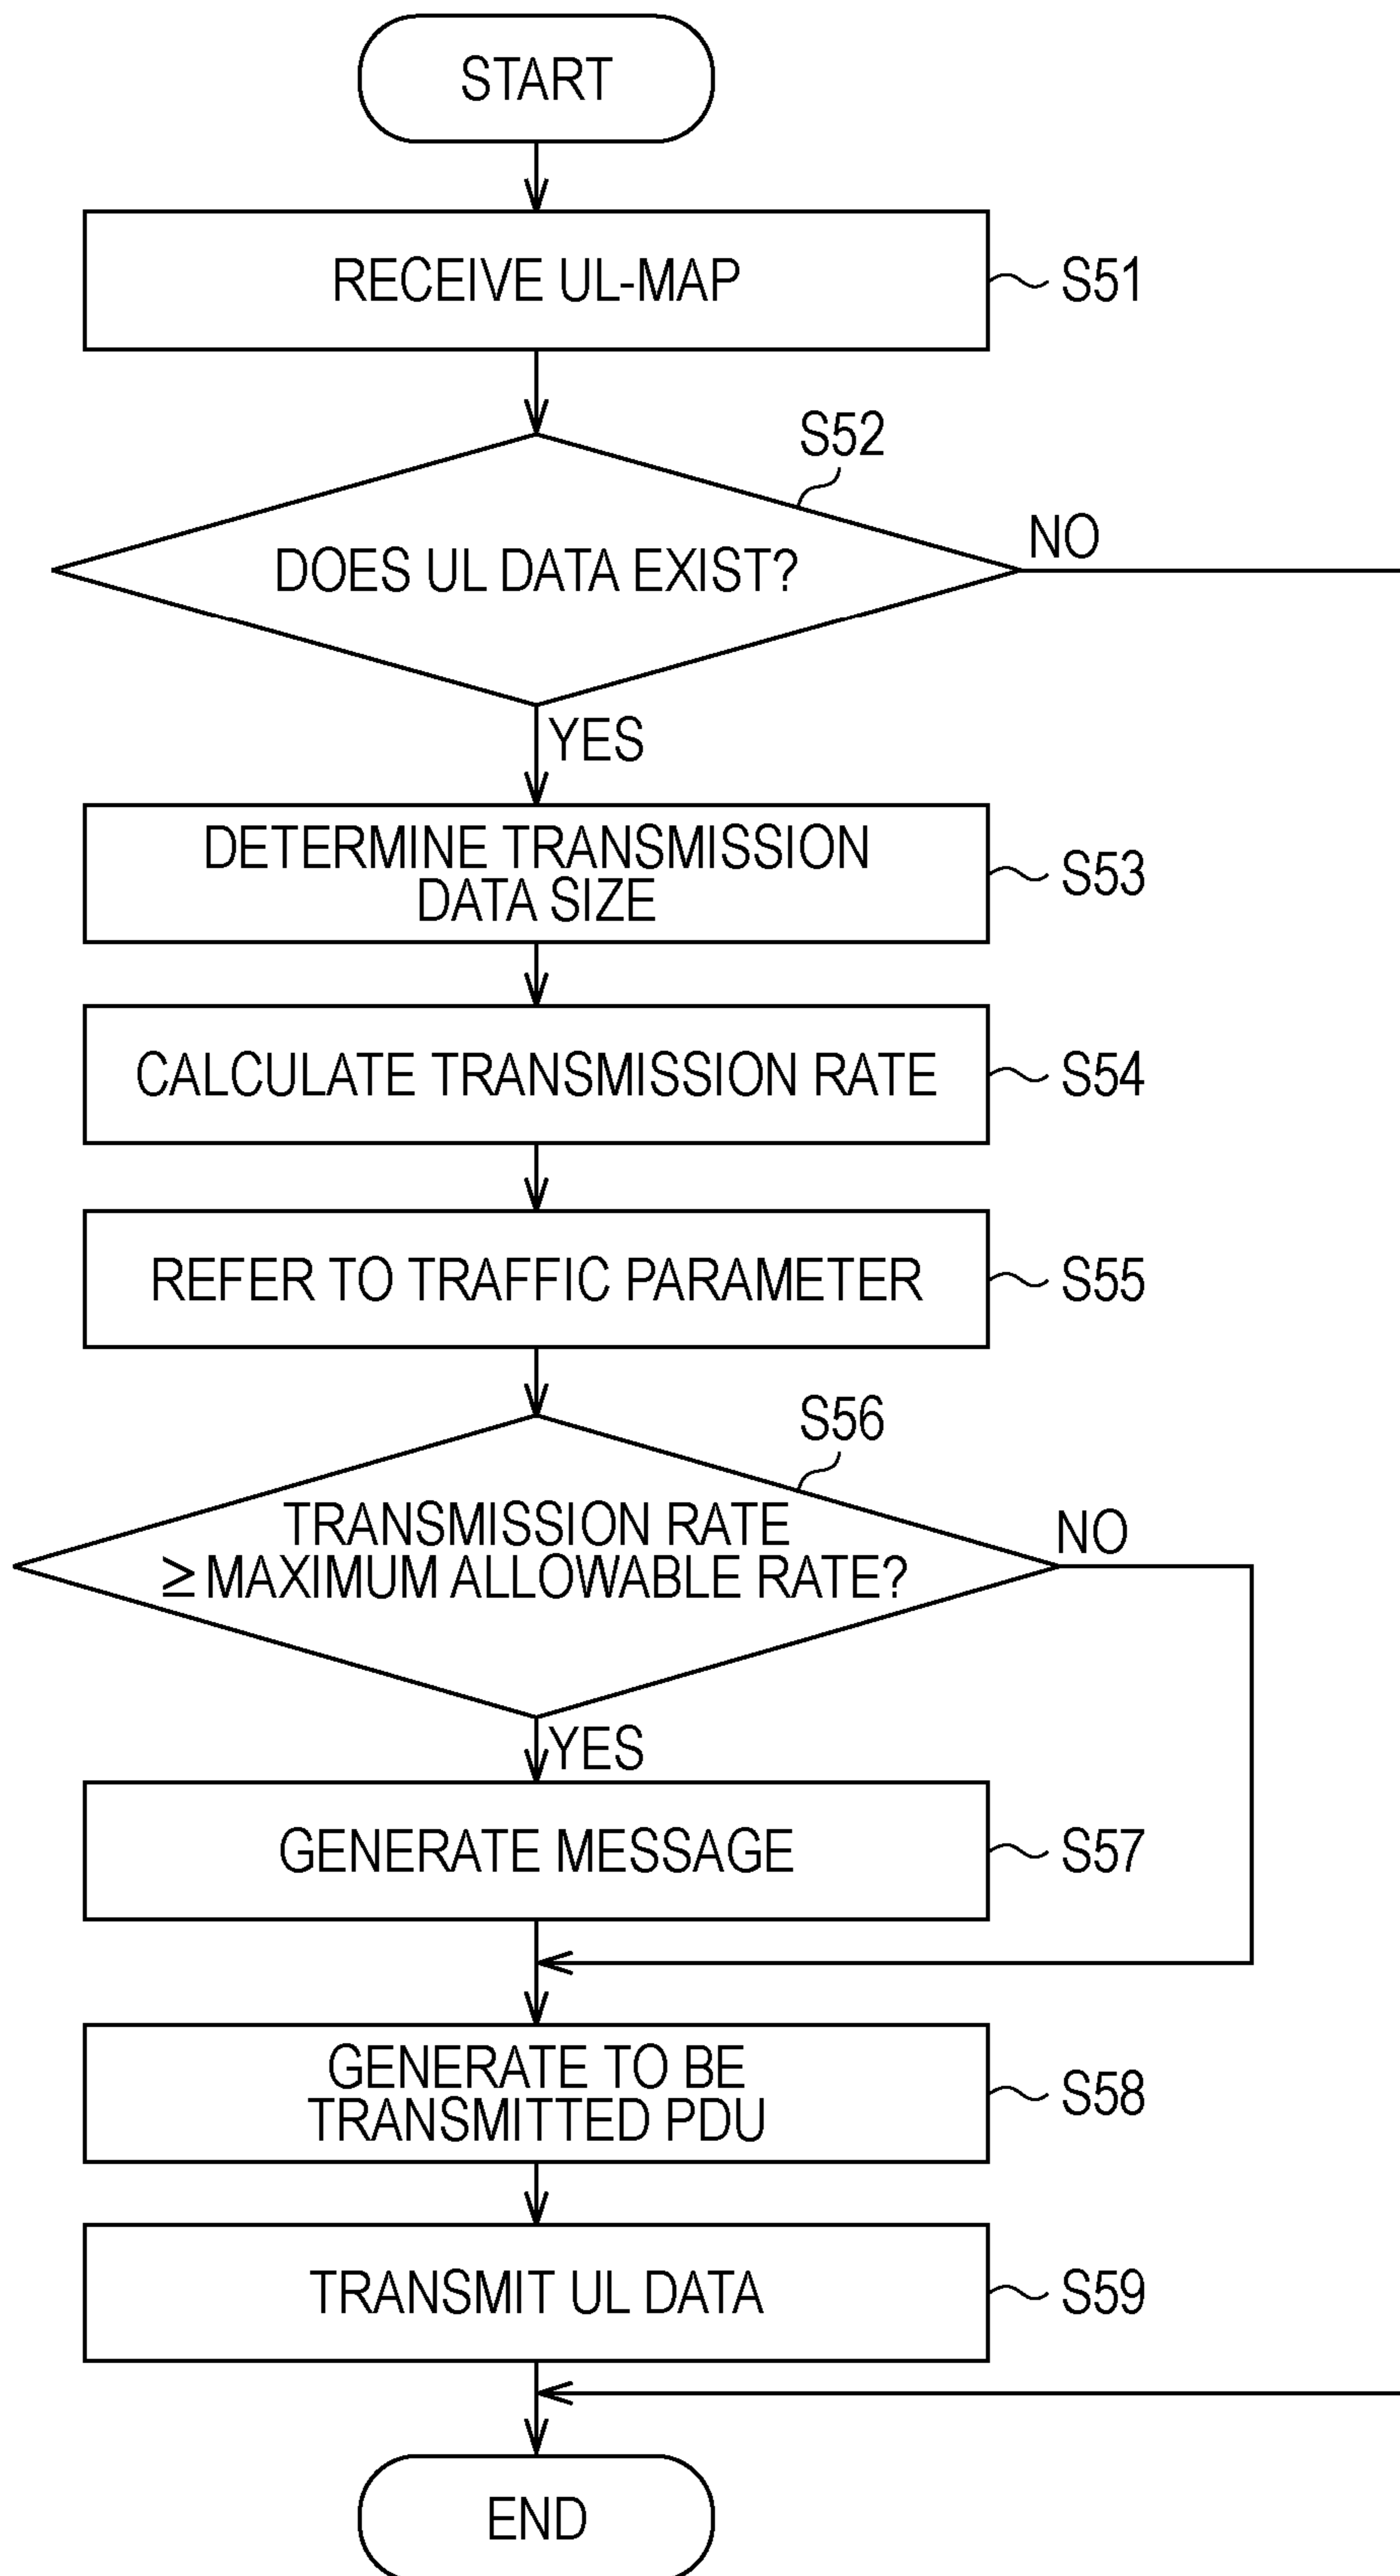 START
RECEIVE UL-MAP
S51
S52
DOES UL DATA EXIST?
NO
YES
DETERMINE TRANSMISSION
DATA SIZE
S53
CALCULATE TRANSMISSION RATE
S54
REFER TO TRAFFIC PARAMETER
S55
S56
TRANSMISSION RATE
≥ MAXIMUM ALLOWABLE RATE?
NO
YES
GENERATE MESSAGE
S57
GENERATE TO BE
TRANSMITTED PDU
S58
TRANSMIT UL DATA
S59
END